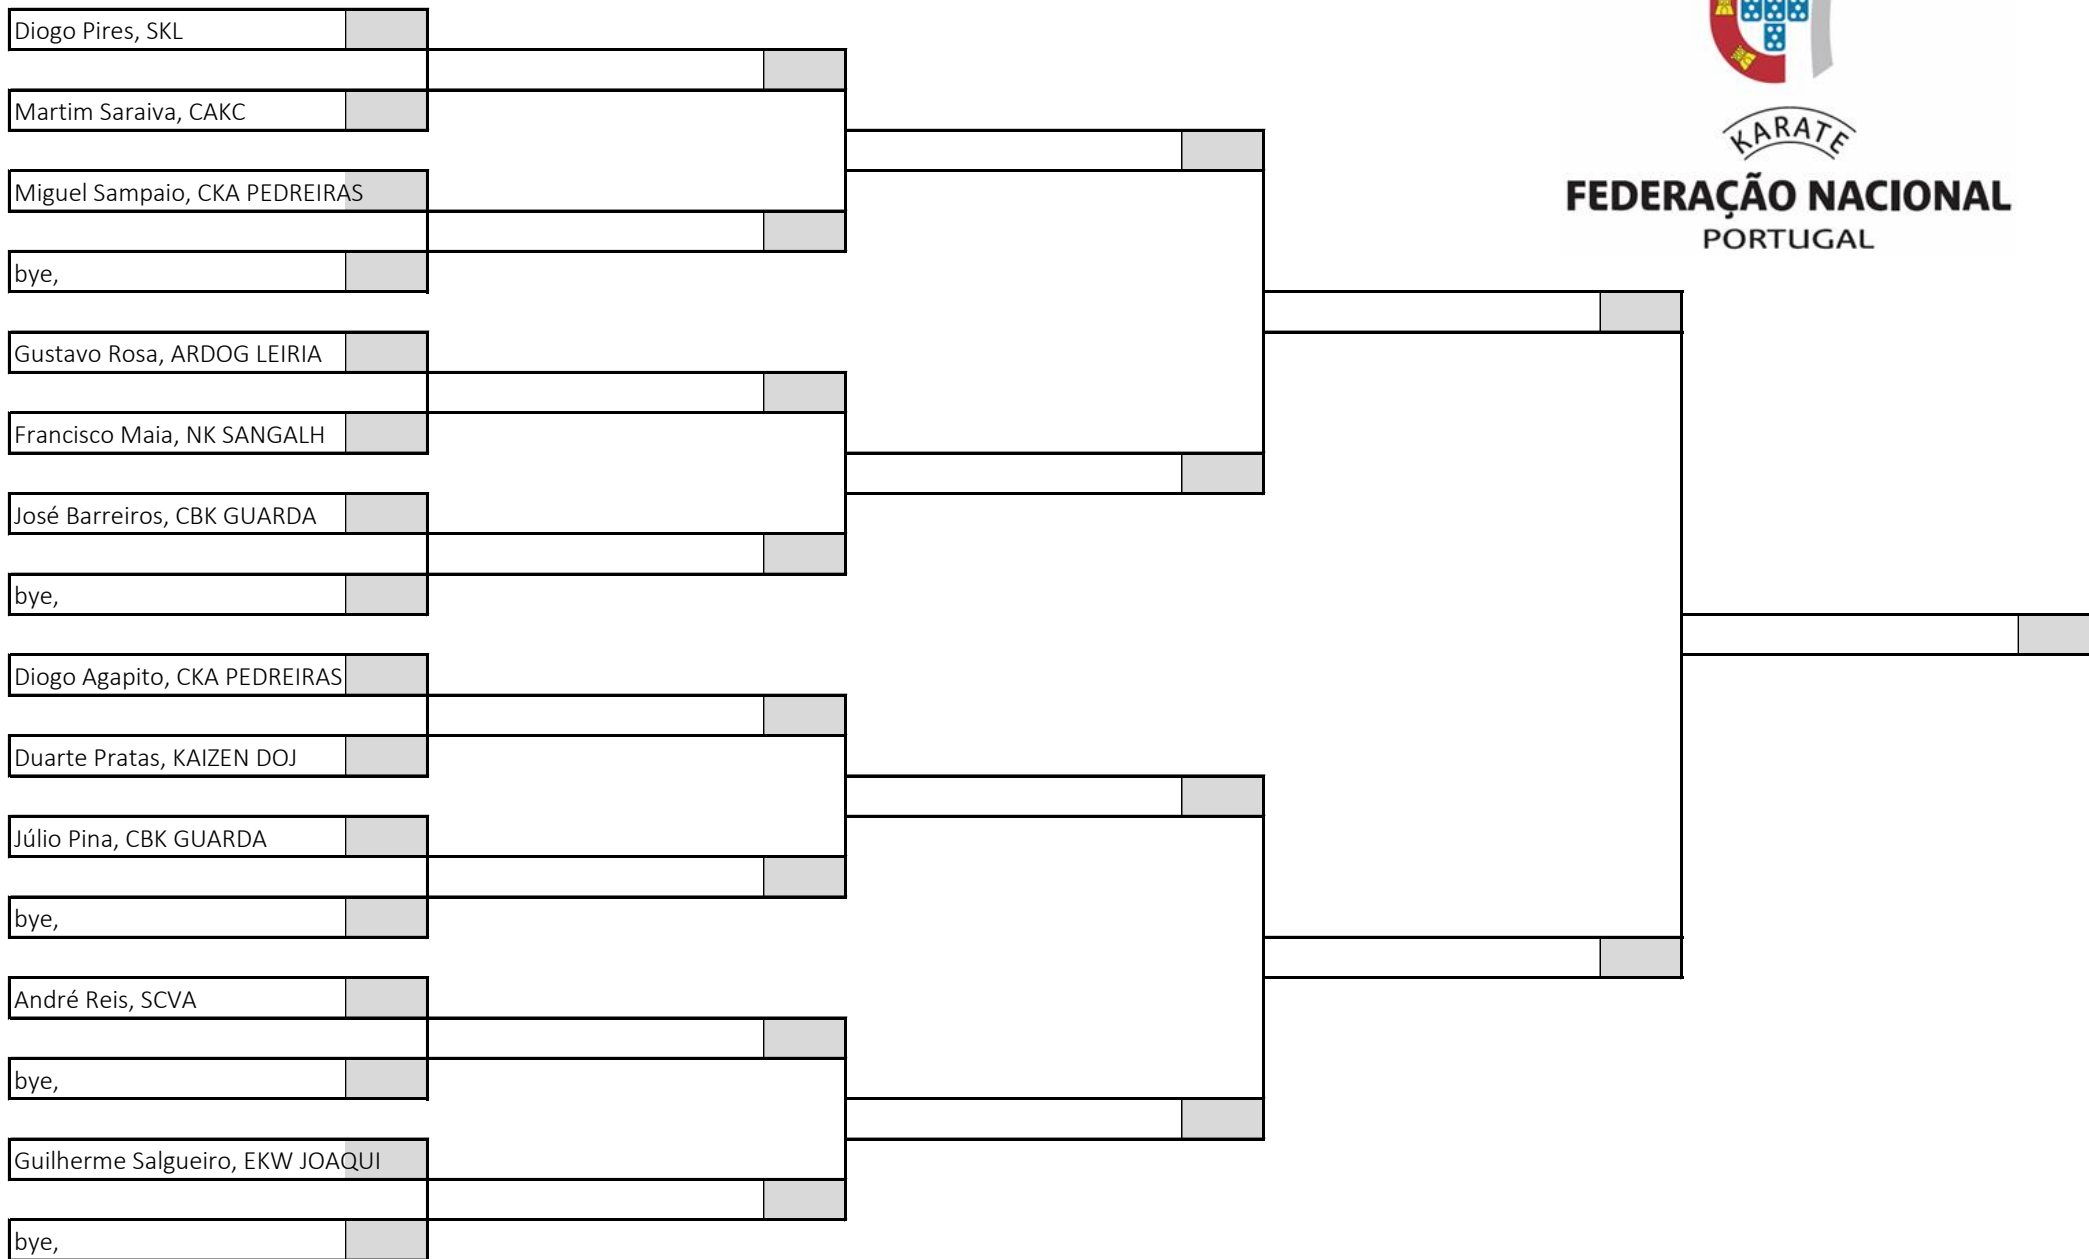 Diogo Pires, SKL
Martim Saraiva, CAKC
Miguel Sampaio, CKA PEDREIRAS
bye,
Gustavo Rosa, ARDOG LEIRIA
Francisco Maia, NK SANGALH
José Barreiros, CBK GUARDA
bye,
Diogo Agapito, CKA PEDREIRAS
Duarte Pratas, KAIZEN DOJ
Júlio Pina, CBK GUARDA
bye,
André Reis, SCVA
bye,
Guilherme Salgueiro, EKW JOAQUI
bye,
KARATE
FEDERAÇÃO NACIONAL
PORTUGAL